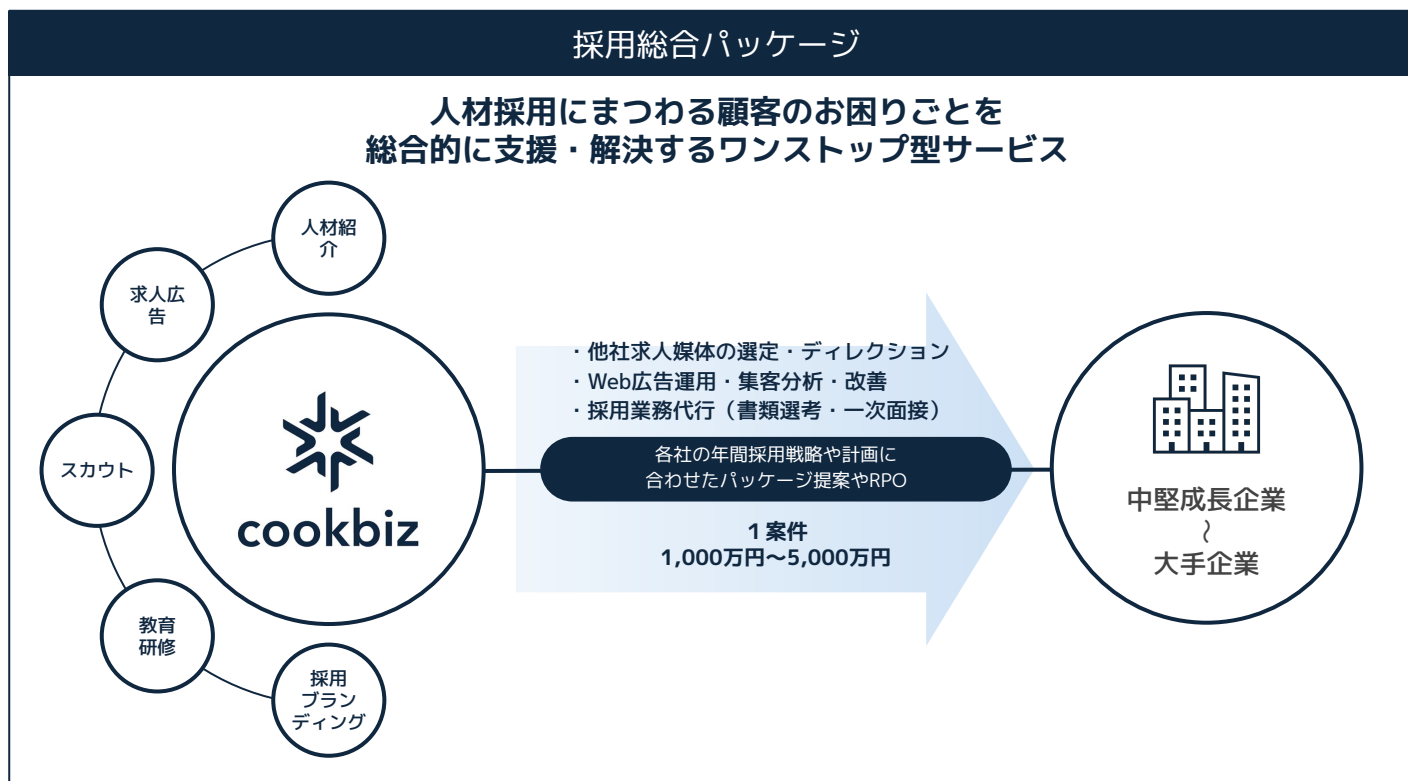 採用総合パッケージ
人材採用にまつわる顧客のお困りごとを
総合的に支援・解決するワンストップ型サービス
人材紹
介
求人広
告
スカウト
教育
研修
採用
ブラン
ディング
cookbiz
・他社求人媒体の選定・ディレクション
・Web広告運用・集客分析・改善
・採用業務代行（書類選考・一次面接）
各社の年間採用戦略や計画に
合わせたパッケージ提案やRPO
1案件
1,000万円〜5,000万円
中堅成長企業
〜
大手企業